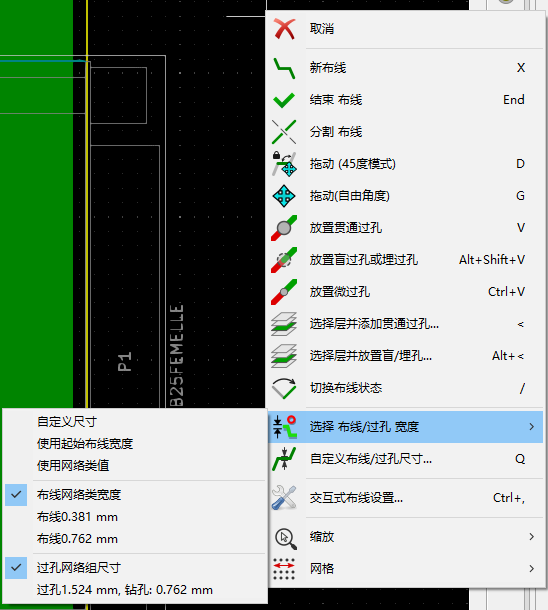 取消
新布线 X
结束 布线 End
分割 布线
拖动 (45度模式) D
拖动(自由角度) G
放置贯通过孔 V
放置盲过孔或埋过孔 Alt+Shift+V
放置微过孔 Ctrl+V
选择层并添加贯通过孔... <
选择层并放置盲/埋孔... Alt+<
切换布线状态 /
选择 布线/过孔 宽度
自定义布线/过孔尺寸... Q
交互式布线设置... Ctrl+,
缩放
网格
P1
B25FEMELLE
自定义尺寸
使用起始布线宽度
使用网络类值
布线网络类宽度
布线0.381 mm
布线0.762 mm
过孔网络组尺寸
过孔1.524 mm, 钻孔: 0.762 mm